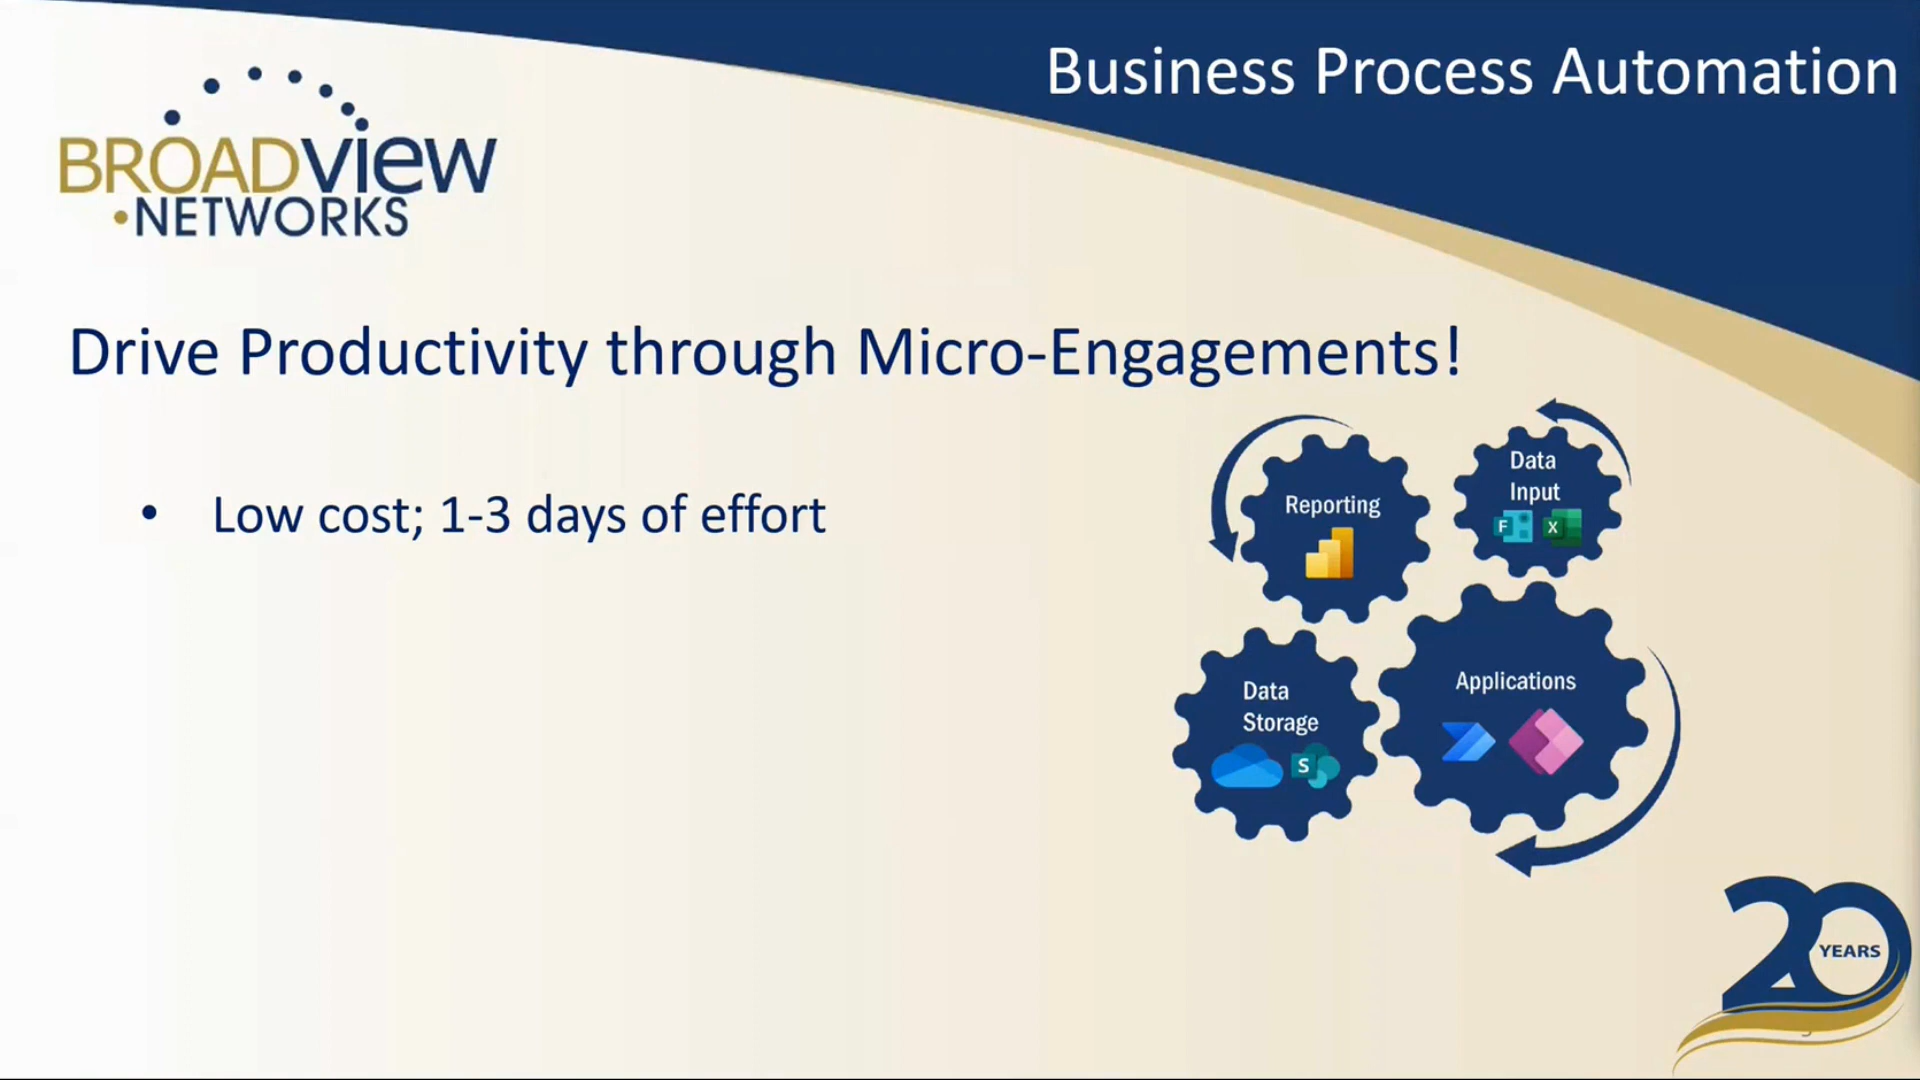 Business Process Automation
BROADVIEW
NETWORKS
Drive Productivity through Micro-Engagements!
• Low cost; 1-3 days of effort
Reporting
Data
Input
F X
Data
Storage
S
Applications
20
YEARS